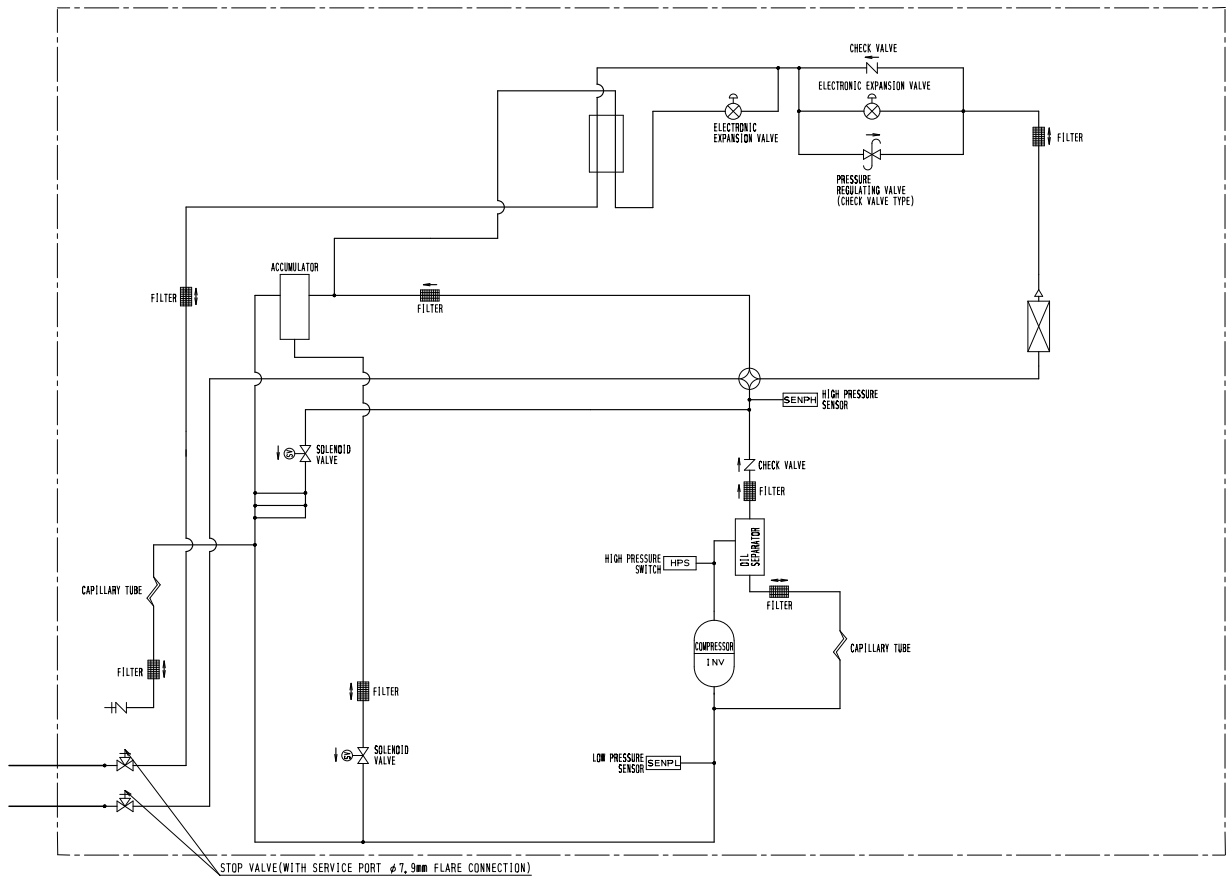 CHECK VALVE
ELECTRONIC EXPANSION VALVE
ELECTRONIC
EXPANSION VALVE
FILTER
PRESSURE
REGULATING VALVE
(CHECK VALVE TYPE)
ACCUMULATOR
FILTER
FILTER
SENPH
HIGH PRESSURE
SENSOR
SV
SOLENOID
VALVE
CHECK VALVE
FILTER
OIL
SEPARATOR
HIGH PRESSURE
SWITCH
HPS
CAPILLARY TUBE
FILTER
COMPRESSOR
INV
CAPILLARY TUBE
FILTER
FILTER
SV
SOLENOID
VALVE
LOW PRESSURE
SENSOR
SENPL
STOP VALVE(WITH SERVICE PORT φ7.9mm FLARE CONNECTION)